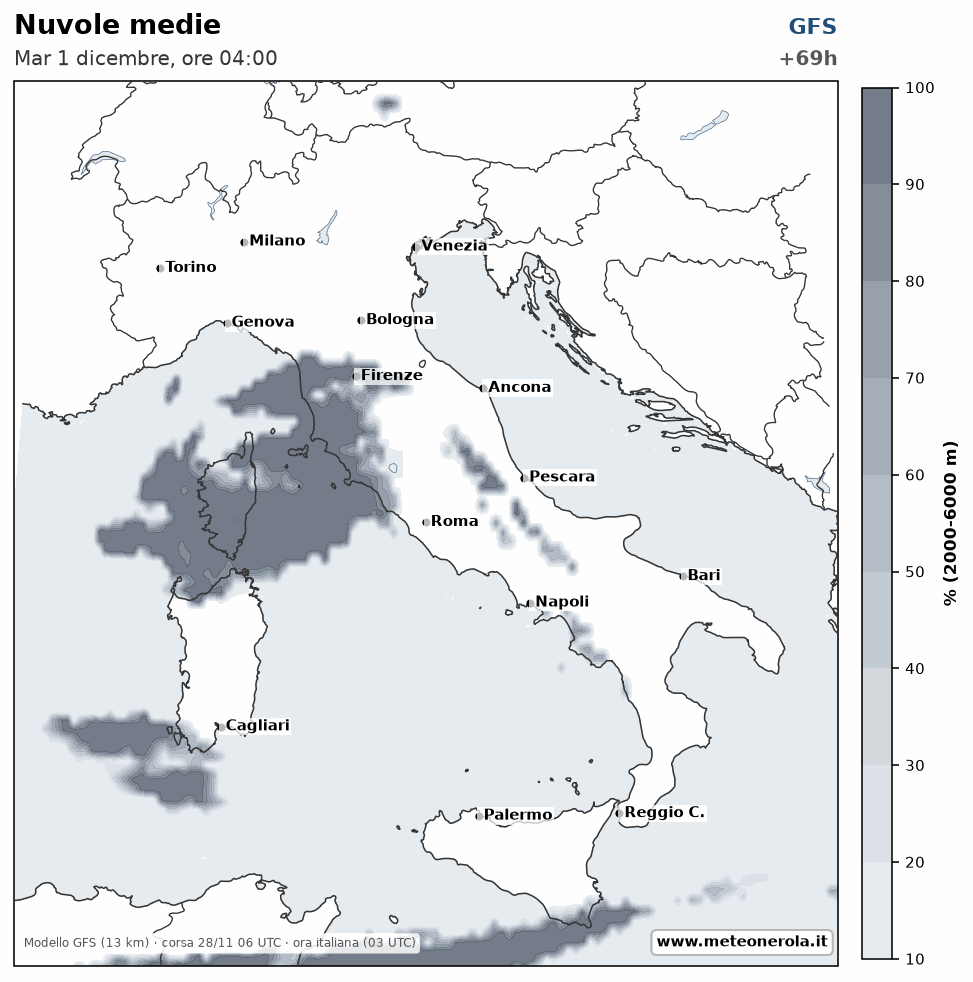 Nuvole medie
GFS
Mar 1 dicembre, ore 04:00
+69h
100
90
80
70
60
50
40
30
20
10
% (2000-6000 m)
Milano
Venezia
Torino
Genova
Bologna
Firenze
Ancona
Pescara
Roma
Bari
Napoli
Cagliari
Palermo
Reggio C.
Modello GFS (13 km) · corsa 28/11 06 UTC · ora italiana (03 UTC)
www.meteonerola.it